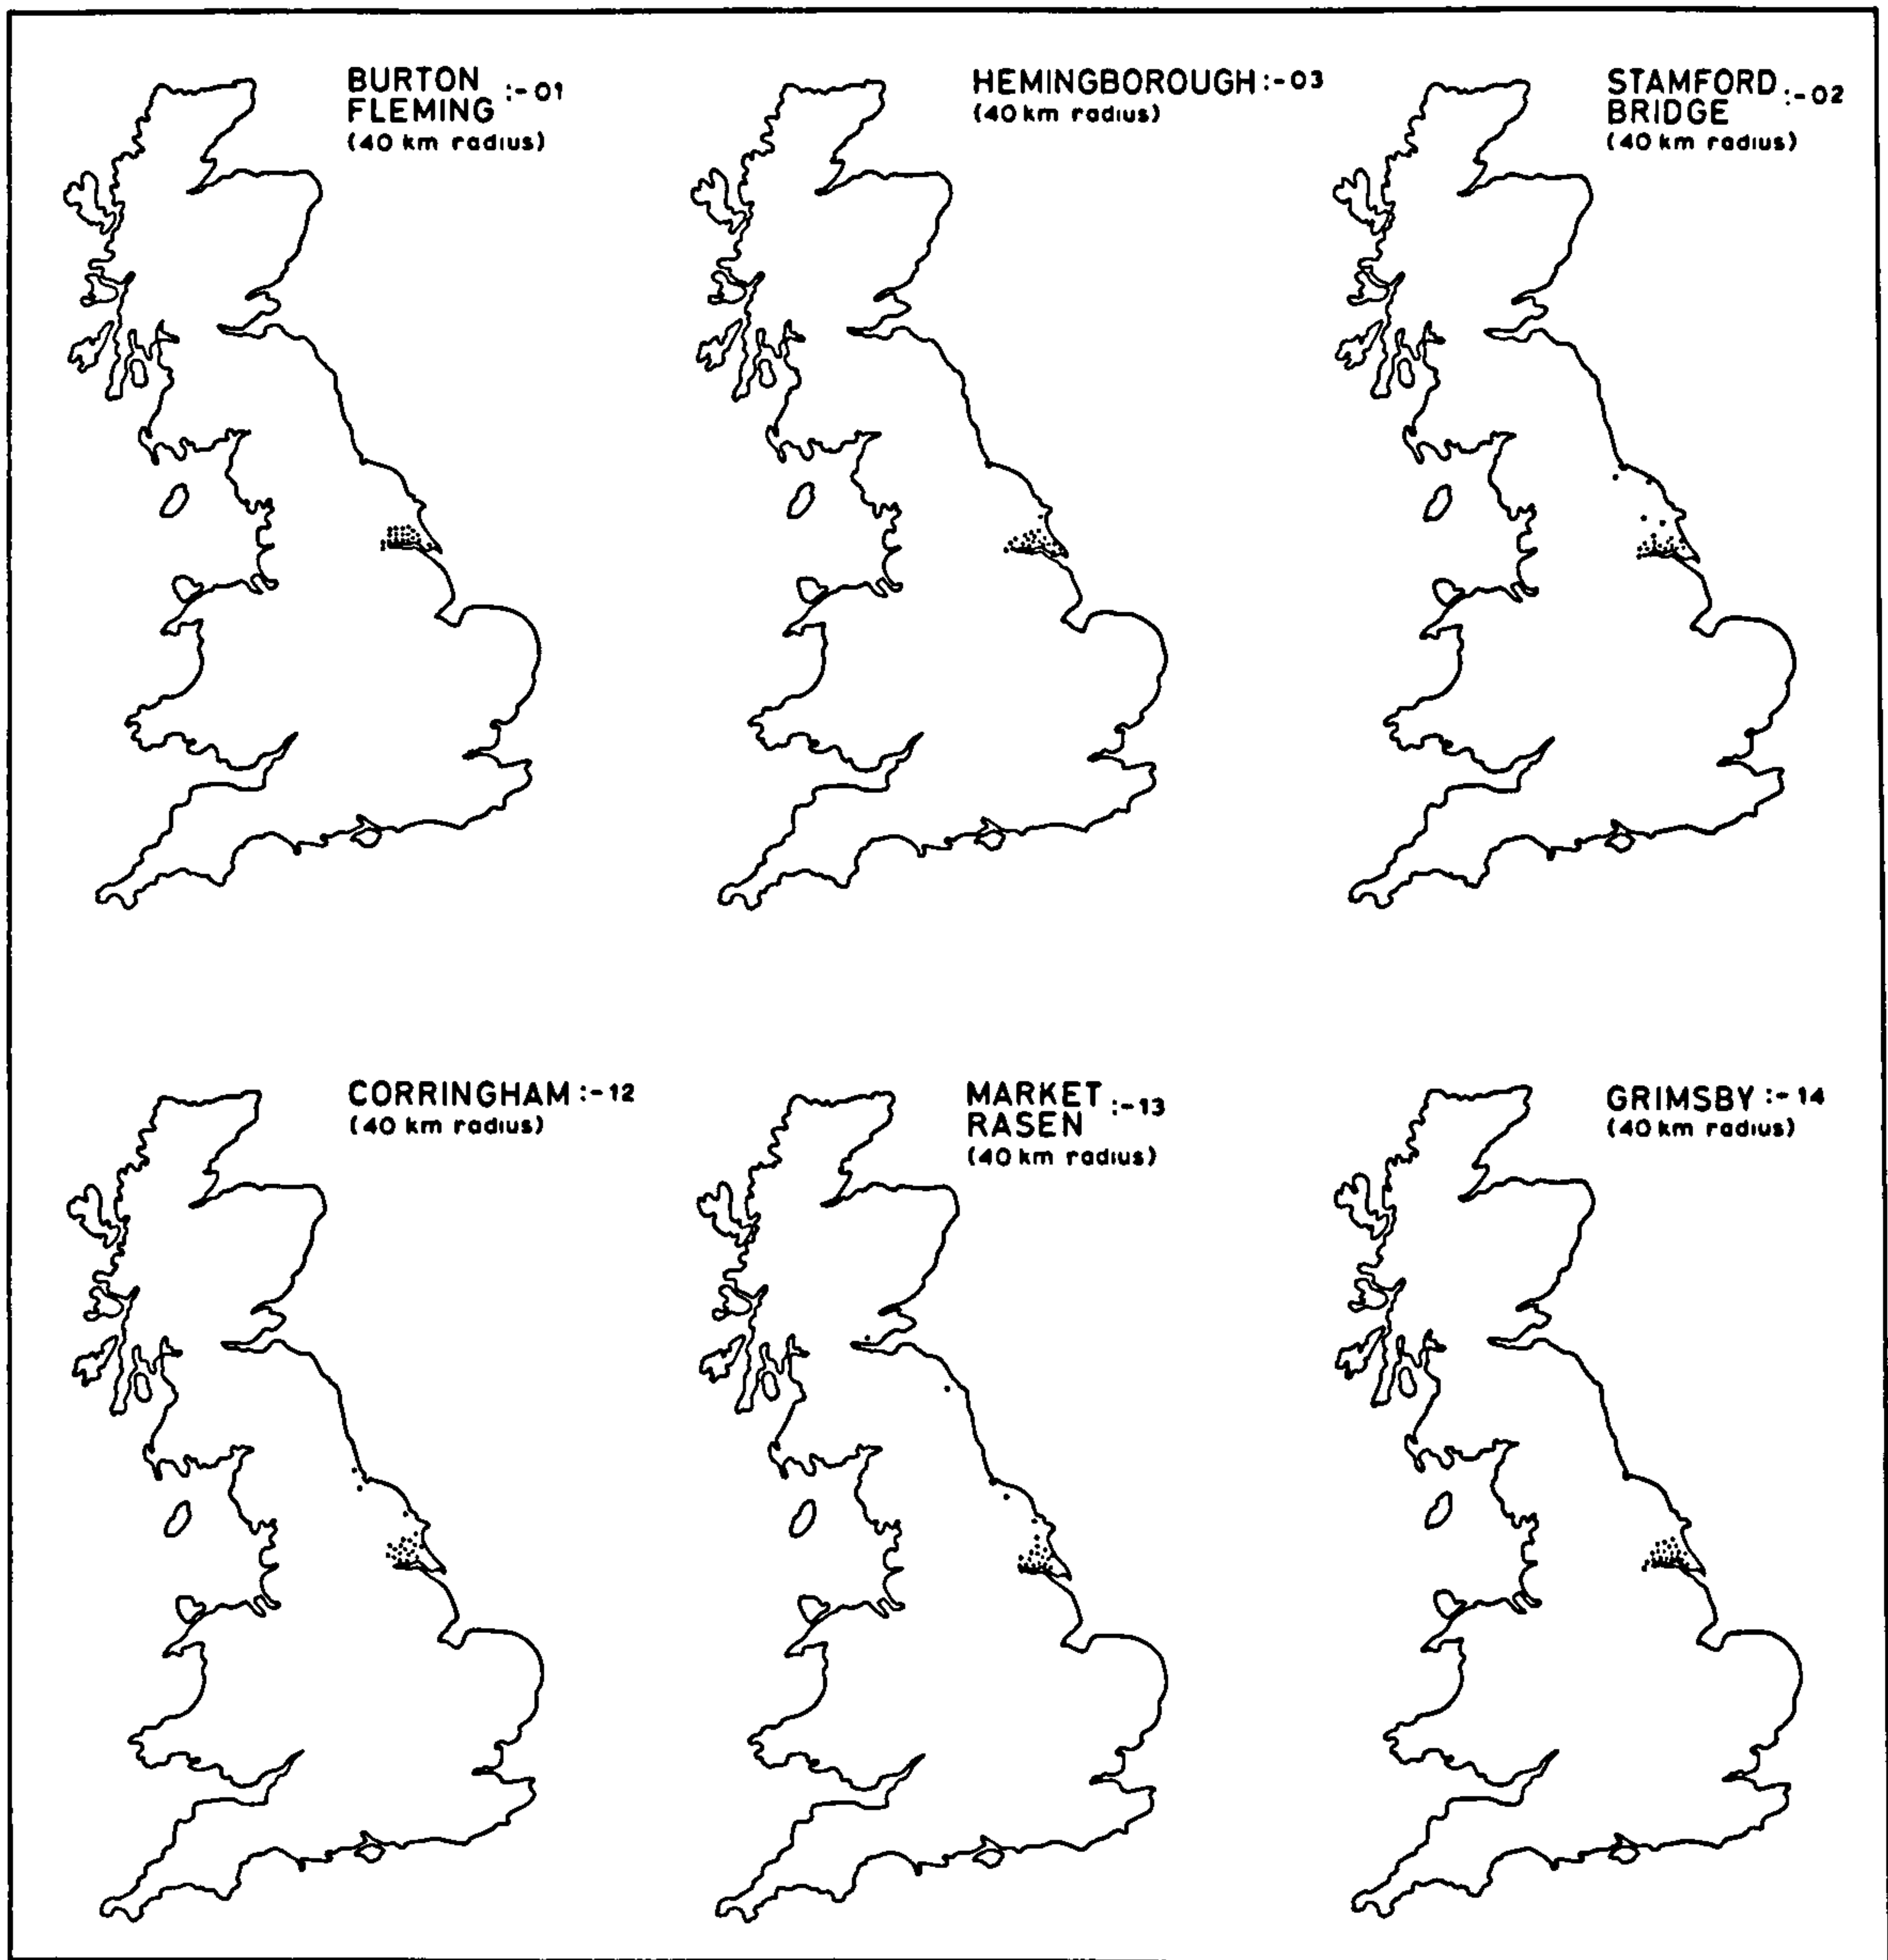 BURTON
FLEMING :-01
(40 km radius)
HEMINGBOROUGH:-03
(40 km radius)
STAMFORD
BRIDGE :-02
(40 km radius)
CORRINGHAM:-12
(40 km radius)
MARKET
RASEN :-13
(40 km radius)
GRIMSBY:-14
(40 km radius)